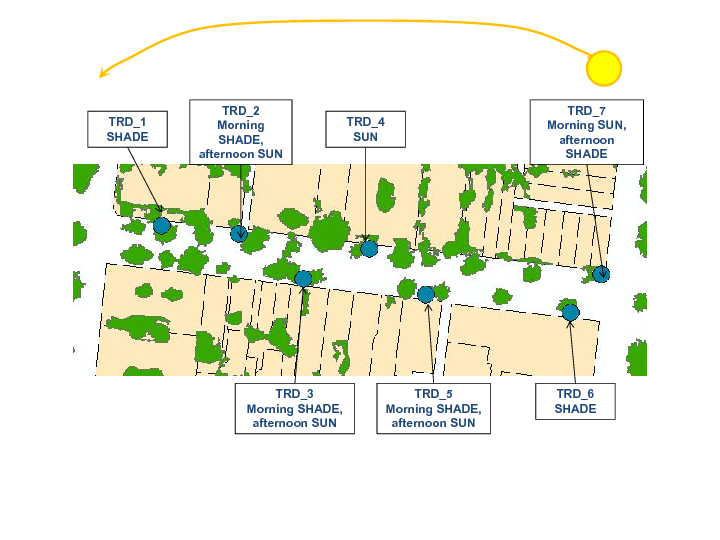 TRD_1
SHADE
TRD_2
Morning
SHADE,
afternoon SUN
TRD_4
SUN
TRD_7
Morning SUN,
afternoon
SHADE
TRD_3
Morning SHADE,
afternoon SUN
TRD_5
Morning SHADE,
afternoon SUN
TRD_6
SHADE